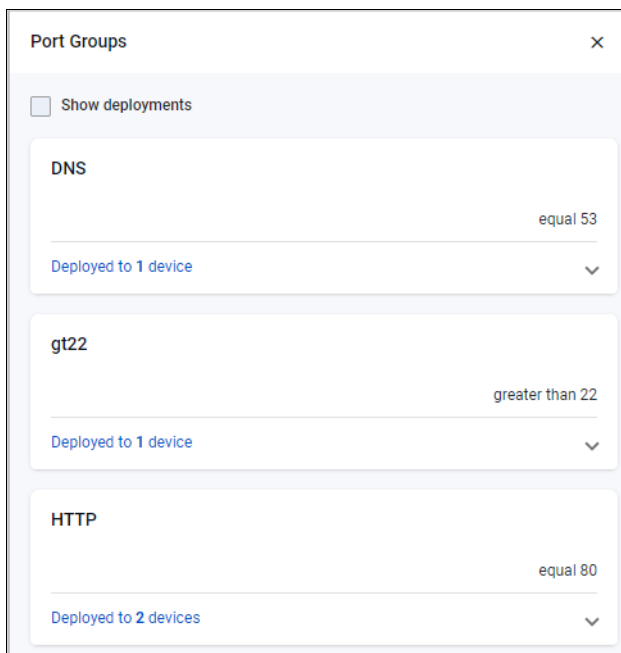 Port Groups
Show deployments
DNS
equal 53
Deployed to 1 device
gt22
greater than 22
Deployed to 1 device
HTTP
equal 80
Deployed to 2 devices